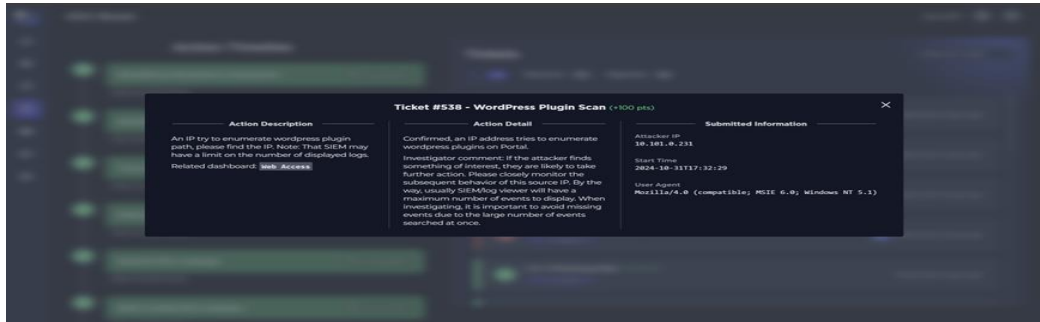 Ticket #538 - WordPress Plugin Scan (+100 pts)
Action Description
An IP try to enumerate wordpress plugin
path, please find the IP. Note: That SIEM may
have a limit on the number of displayed logs.
Related dashboard: Web Access
Action Detail
Confirmed, an IP address tries to enumerate
wordpress plugins on Portal.
Investigator comment: If the attacker finds
something of interest, they are likely to take
further action. Please closely monitor the
subsequent behavior of this source IP. By the
way, usually SIEM/log viewer will have a
maximum number of events to display. When
investigating, it is important to avoid missing
events due to the large number of events
searched at once.
Submitted Information
Attacker IP
10.101.0.231
Start Time
2024-10-31T17:32:29
User Agent
Mozilla/4.0 (compatible; MSIE 6.0; Windows NT 5.1)